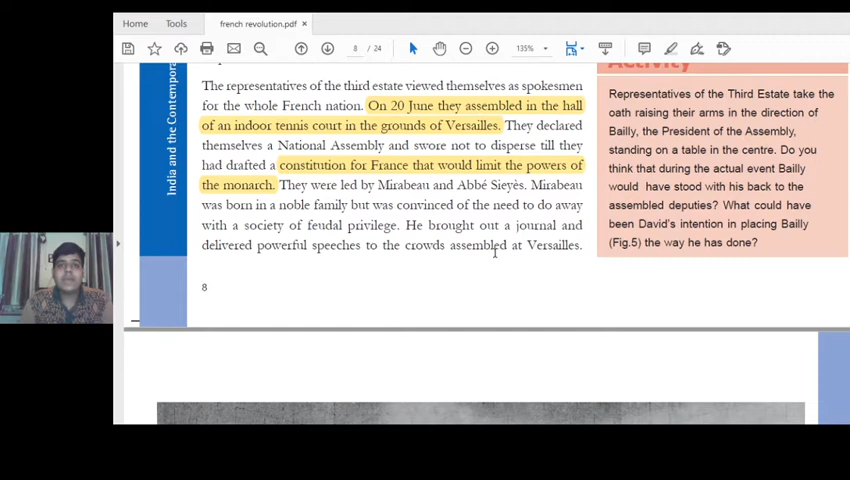 Home Tools french revolution.pdf ×
8 / 24 135%
India and the Contempora
The representatives of the third estate viewed themselves as spokesmen
for the whole French nation. On 20 June they assembled in the hall
of an indoor tennis court in the grounds of Versailles. They declared
themselves a National Assembly and swore not to disperse till they
had drafted a constitution for France that would limit the powers of
the monarch. They were led by Mirabeau and Abbé Sieyès. Mirabeau
was born in a noble family but was convinced of the need to do away
with a society of feudal privilege. He brought out a journal and
delivered powerful speeches to the crowds assembled at Versailles.
8
Activity
Representatives of the Third Estate take the
oath raising their arms in the direction of
Bailly, the President of the Assembly,
standing on a table in the centre. Do you
think that during the actual event Bailly
would have stood with his back to the
assembled deputies? What could have
been David's intention in placing Bailly
(Fig.5) the way he has done?